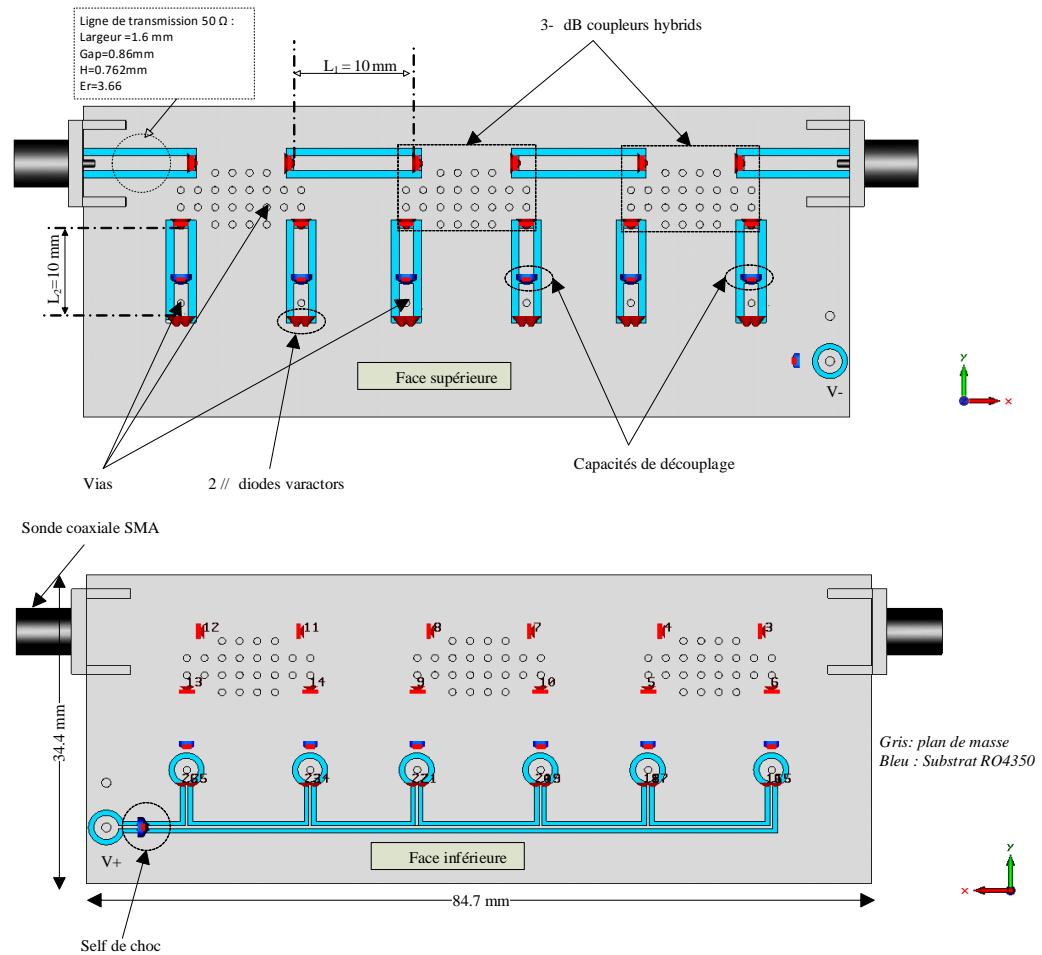 Ligne de transmission 50 Ω :
Largeur =1.6 mm
Gap=0.86mm
H=0.762mm
Er=3.66
3- dB coupleurs hybrids
L1 = 10 mm
L2=10 mm
Face supérieure
V-
y
x
Vias
2 // diodes varactors
Capacités de découplage
Sonde coaxiale SMA
12 11 8 7 4 3
13 14 9 10 5 6
34.4 mm
Gris: plan de masse
Bleu : Substrat RO4350
V+
Face inférieure
y
x
84.7 mm
Self de choc